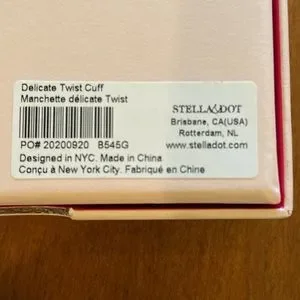 Delicate Twist Cuff
Manchette délicate Twist
STELLA & DOT
Brisbane, CA(USA)
Rotterdam, NL
PO# 20200920 B545G
www.stelladot.com
Designed in NYC. Made in China
Conçu à New York City. Fabriqué en Chine